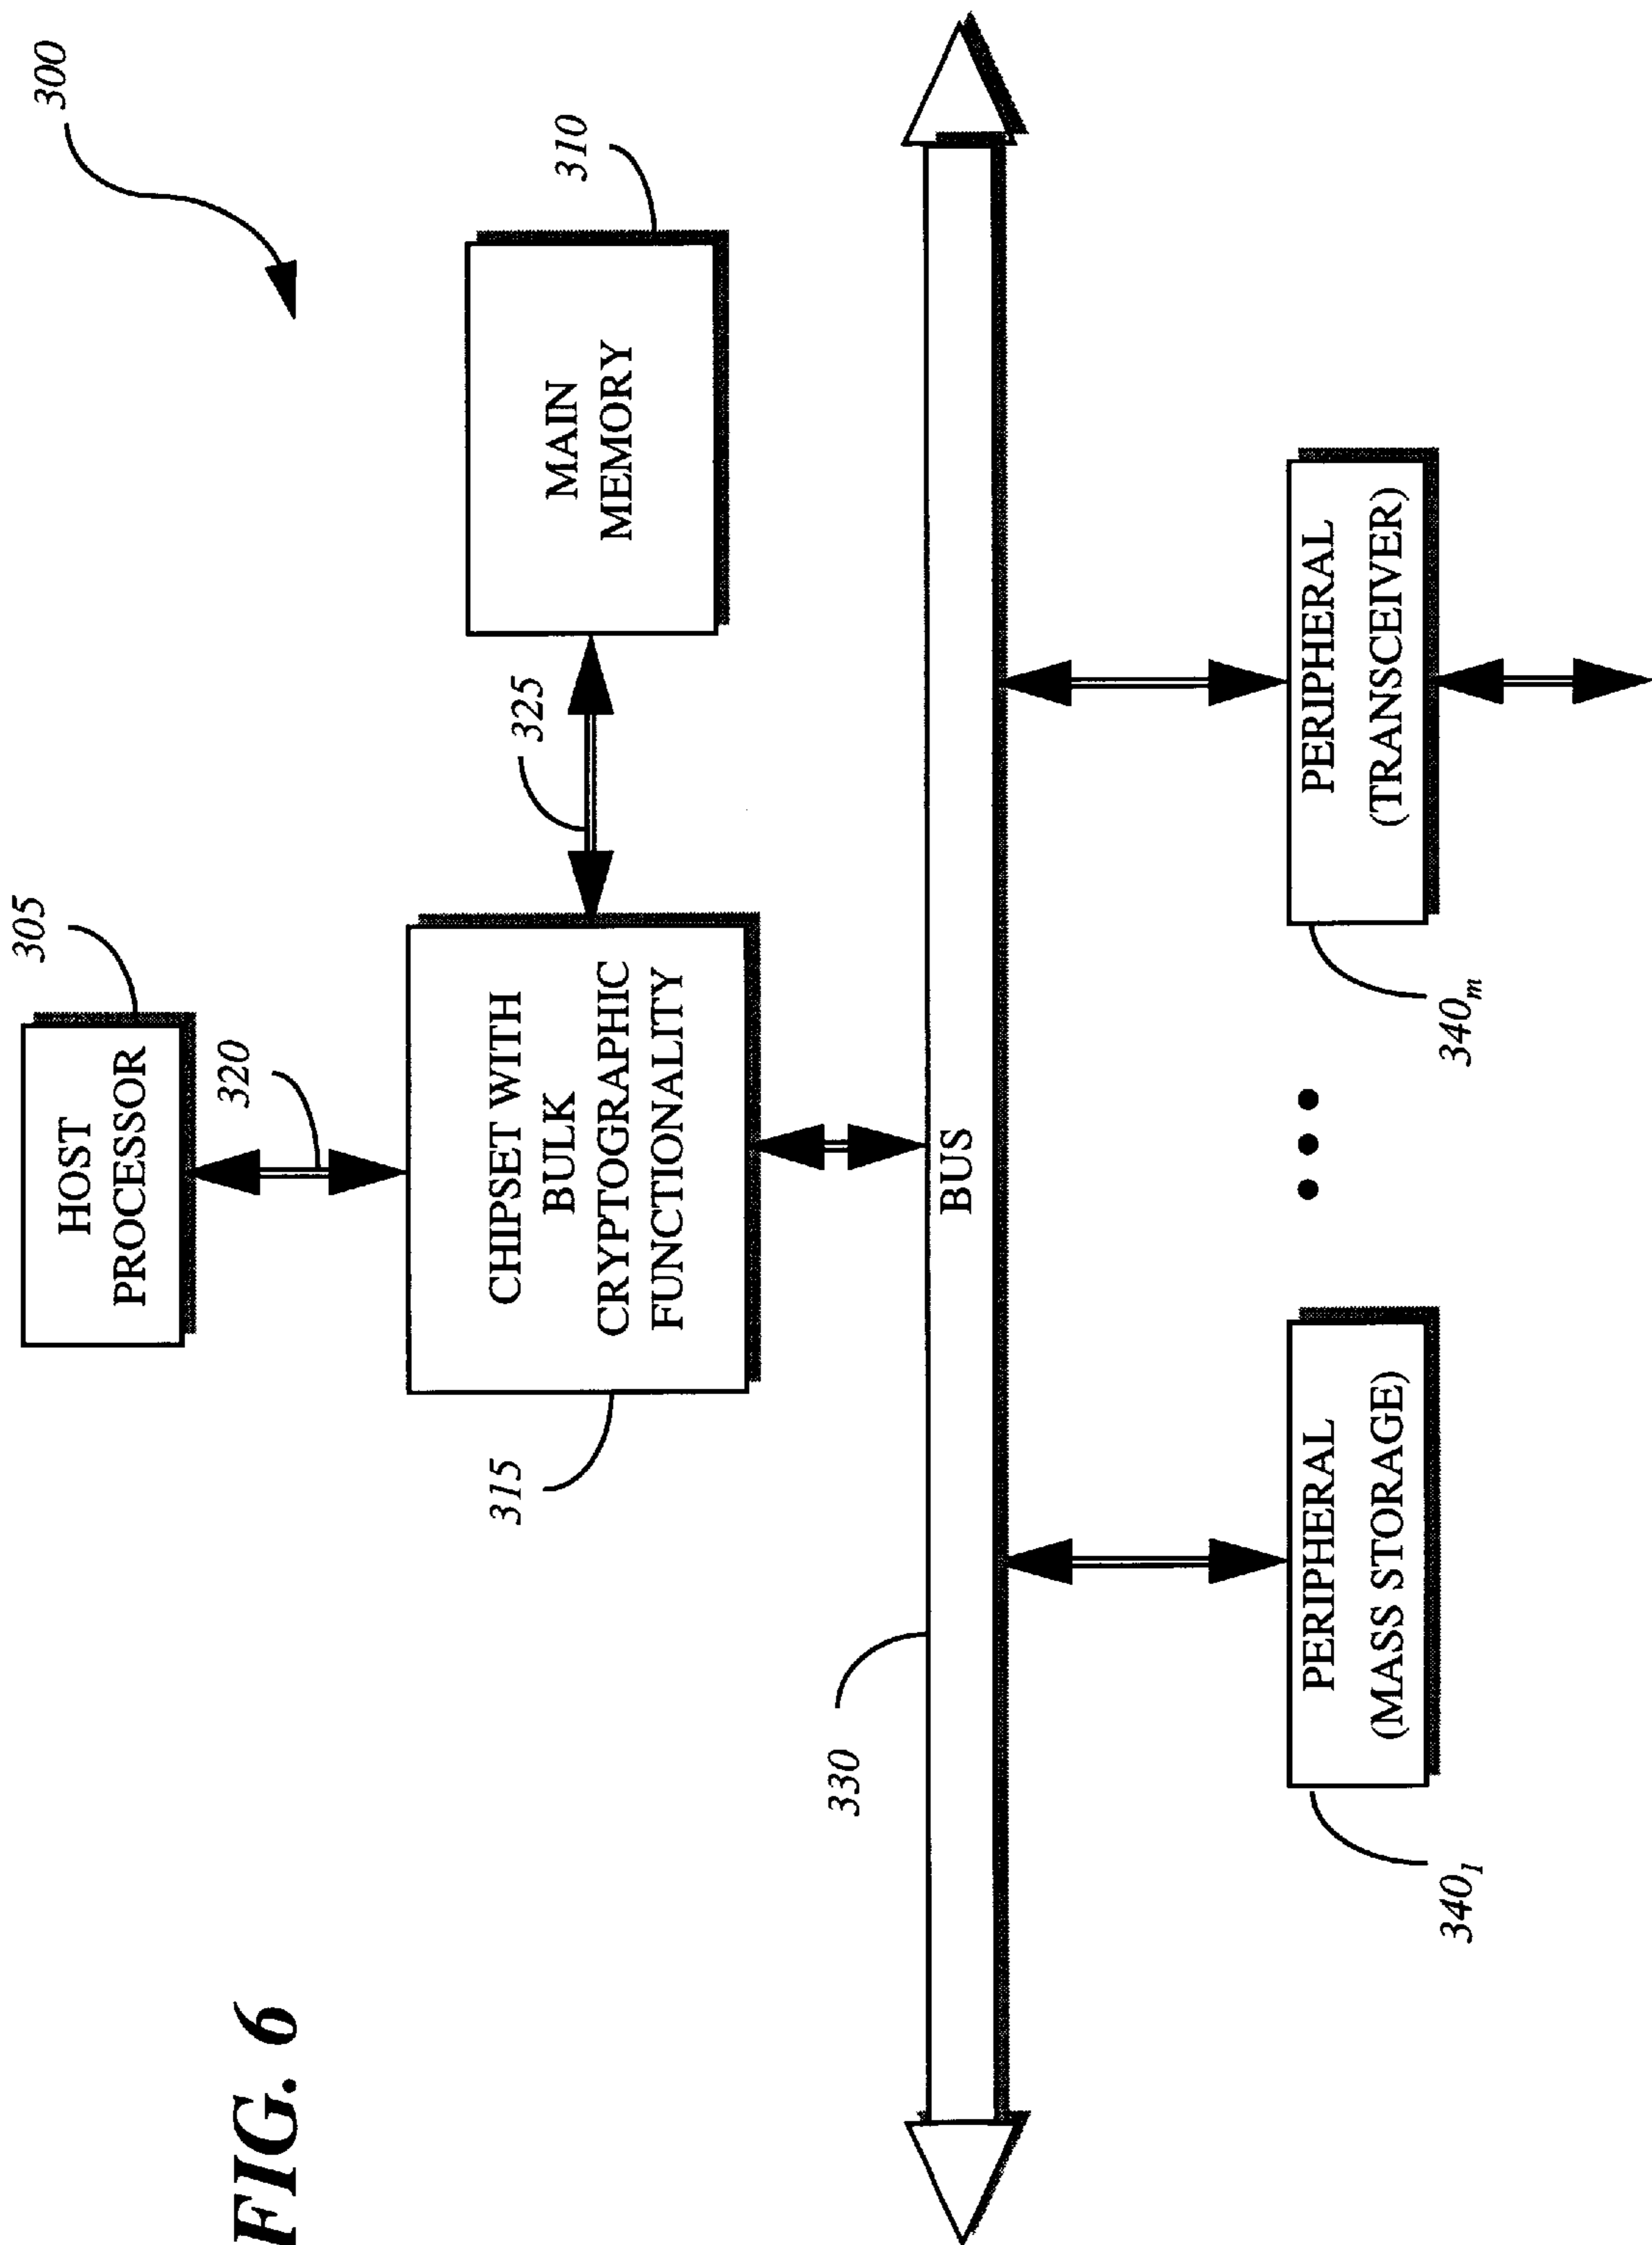 FIG. 6
300
305
HOST
PROCESSOR
320
310
MAIN
MEMORY
325
315
CHIPSET WITH
BULK
CRYPTOGRAPHIC
FUNCTIONALITY
330
BUS
PERIPHERAL
(MASS STORAGE)
340₁
PERIPHERAL
(TRANSCEIVER)
340ₘ